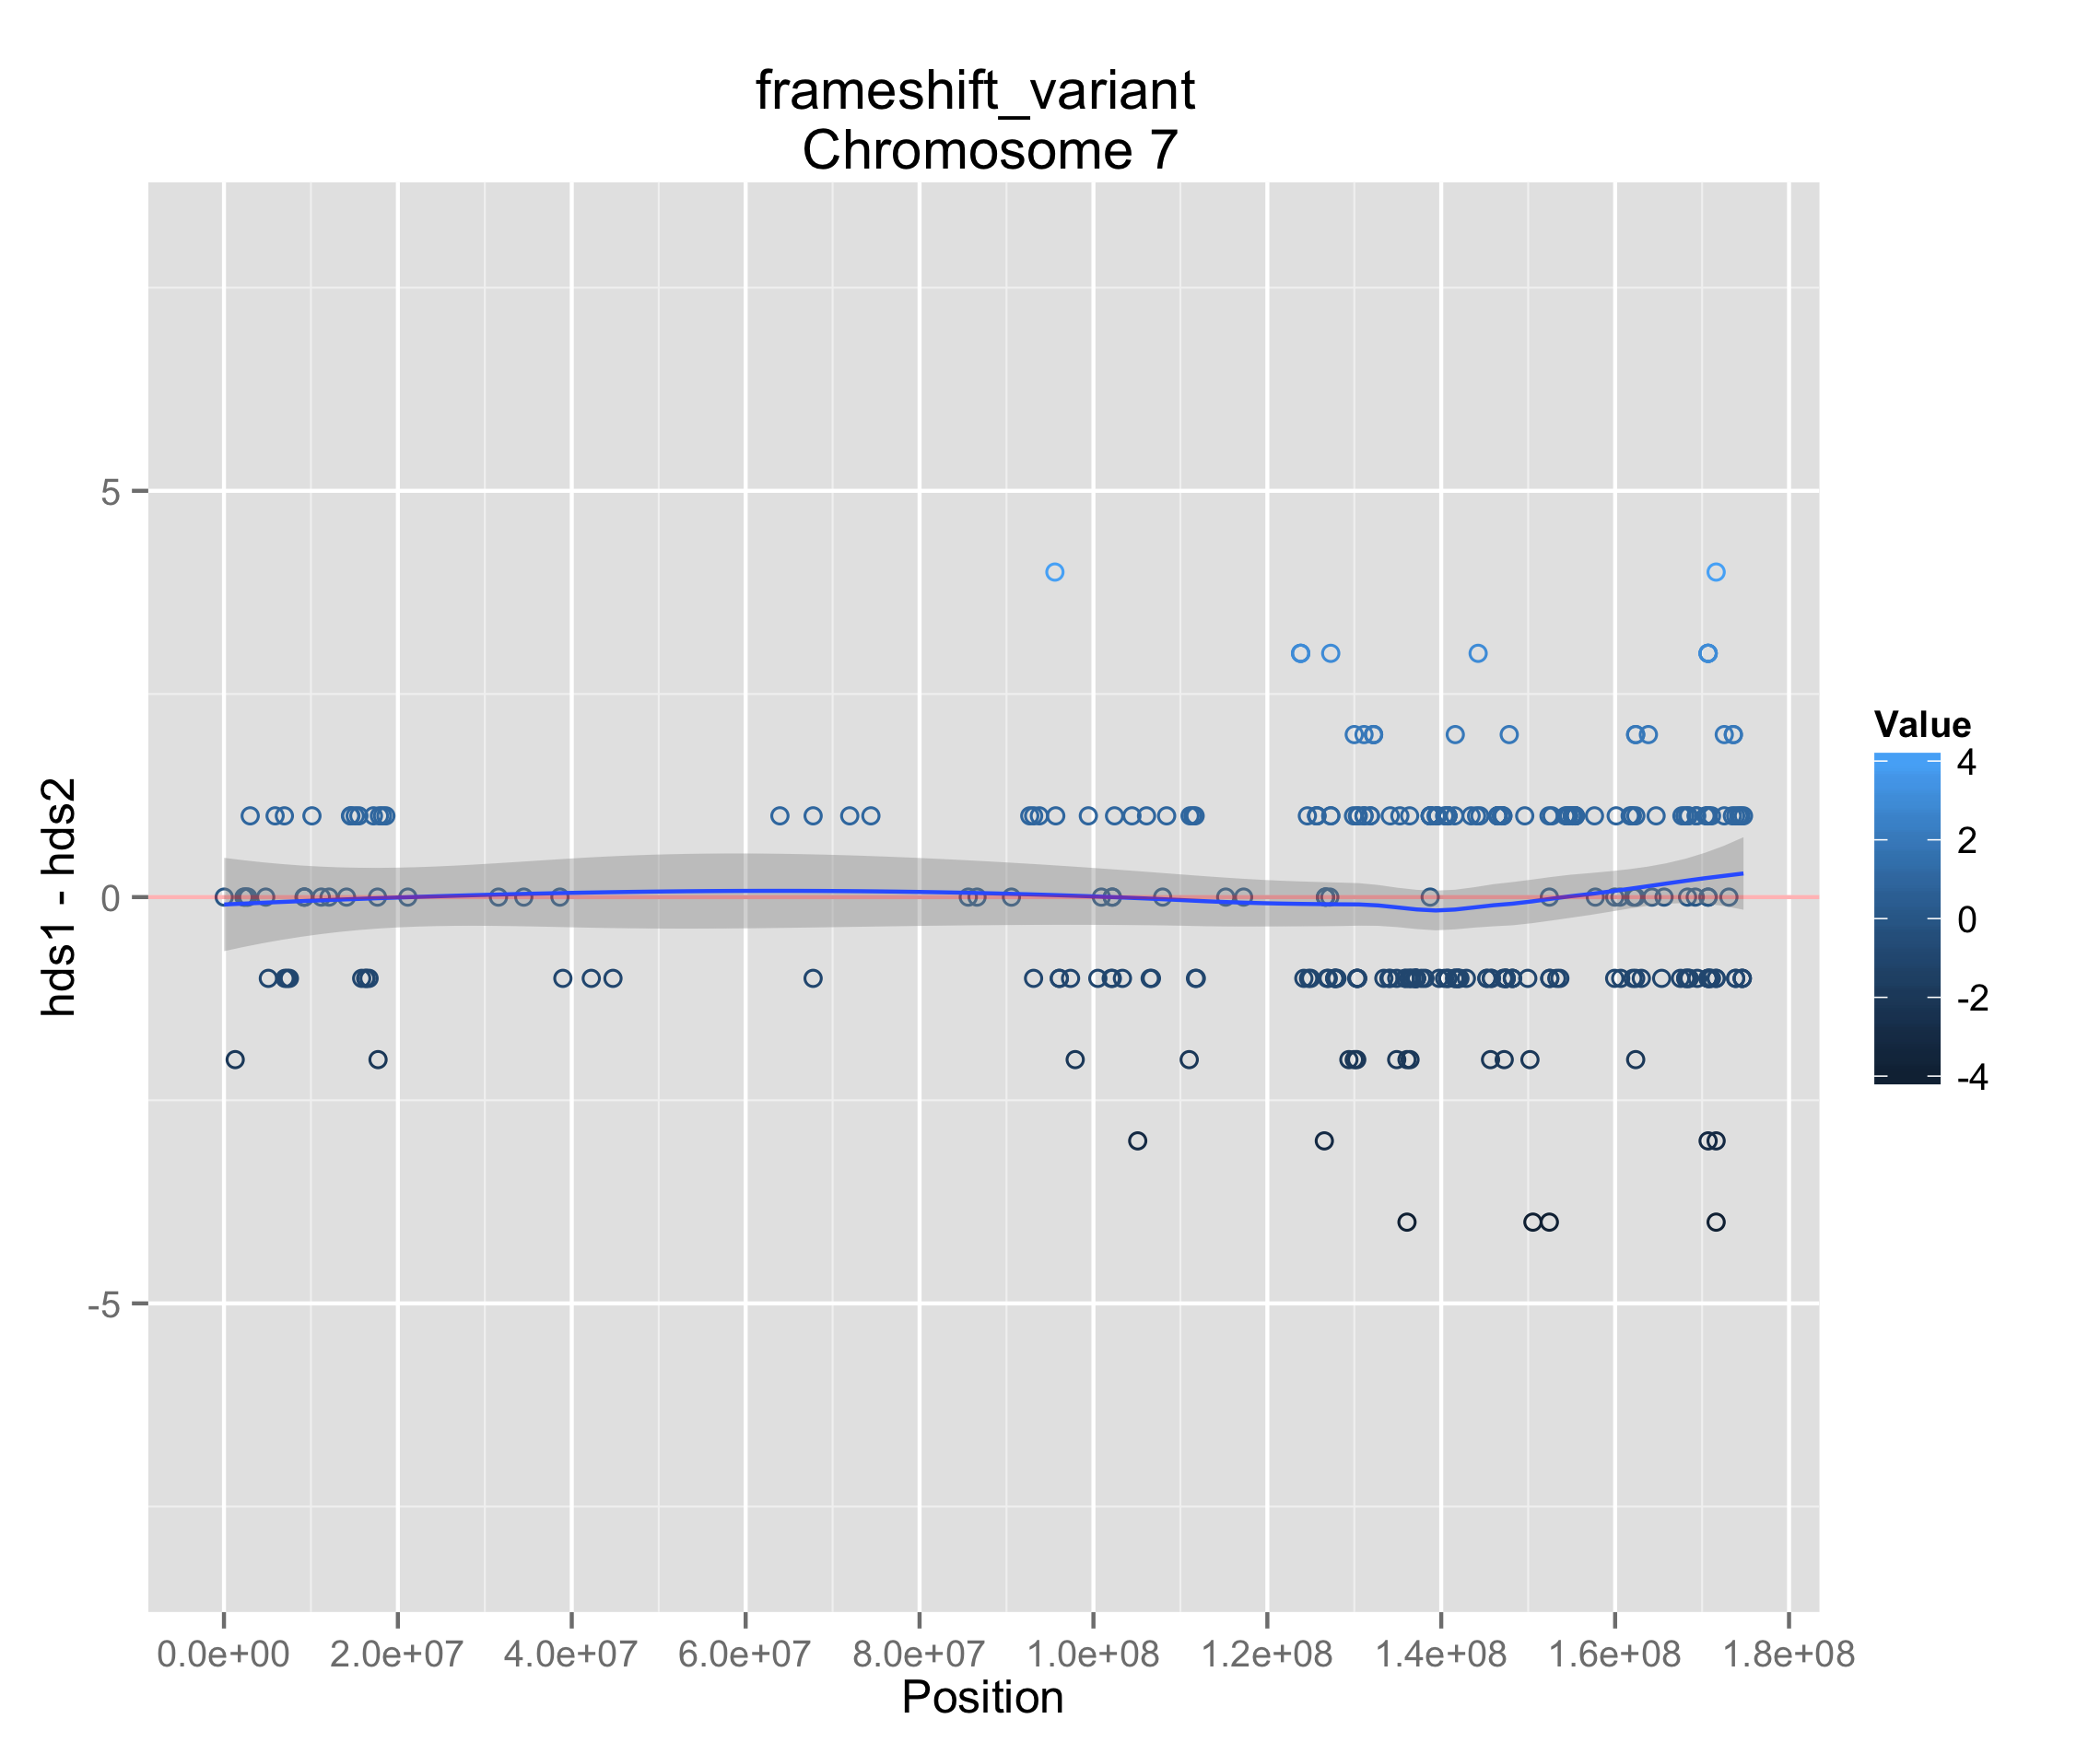 frameshift_variant
Chromosome 7
hds1 - hds2
5
0
-5
0.0e+00 2.0e+07 4.0e+07 6.0e+07 8.0e+07 1.0e+08 1.2e+08 1.4e+08 1.6e+08 1.8e+08
Position
Value
4
2
0
-2
-4